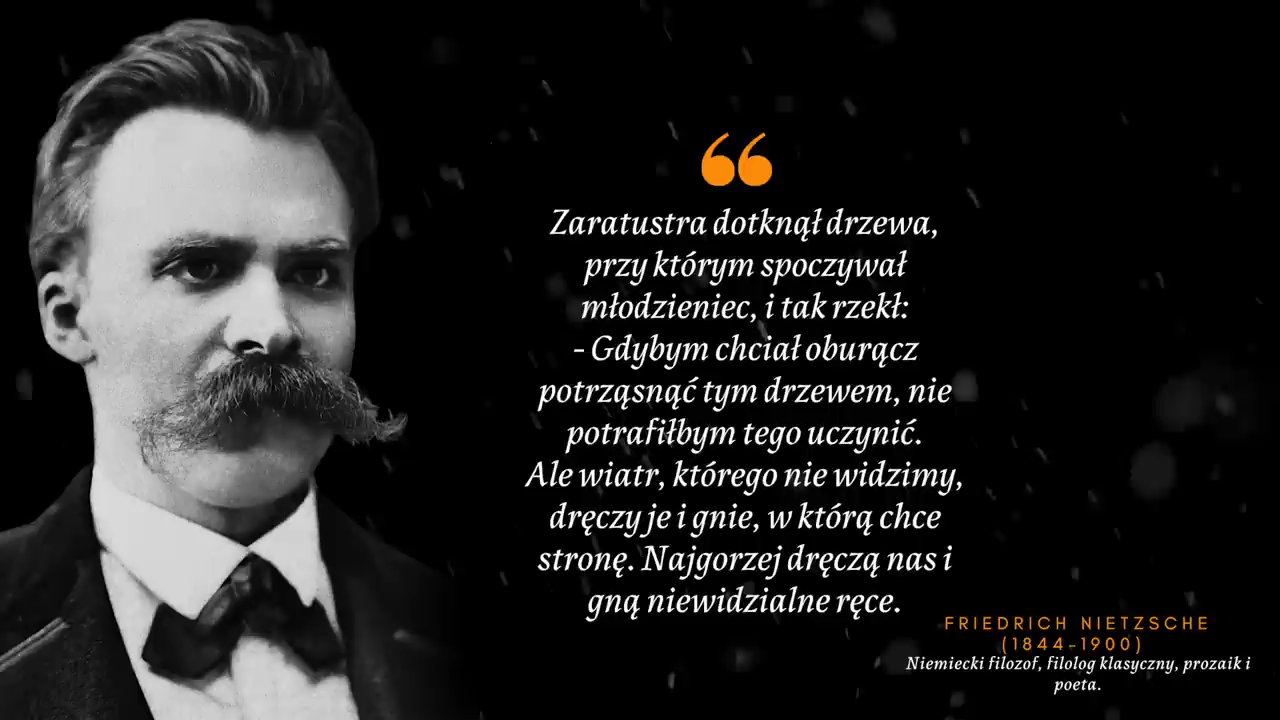 Zaratustra dotknął drzewa,
przy którym spoczywał
młodzieniec, i tak rzekł:
- Gdybym chciał oburącz
potrząsnąć tym drzewem, nie
potrafiłbym tego uczynić.
Ale wiatr, którego nie widzimy,
dręczy je i gnie, w którą chce
stronę. Najgorzej dręczą nas i
gną niewidzialne ręce.
FRIEDRICH NIETZSCHE
(1844-1900)
Niemiecki filozof, filolog klasyczny, prozaik i
poeta.